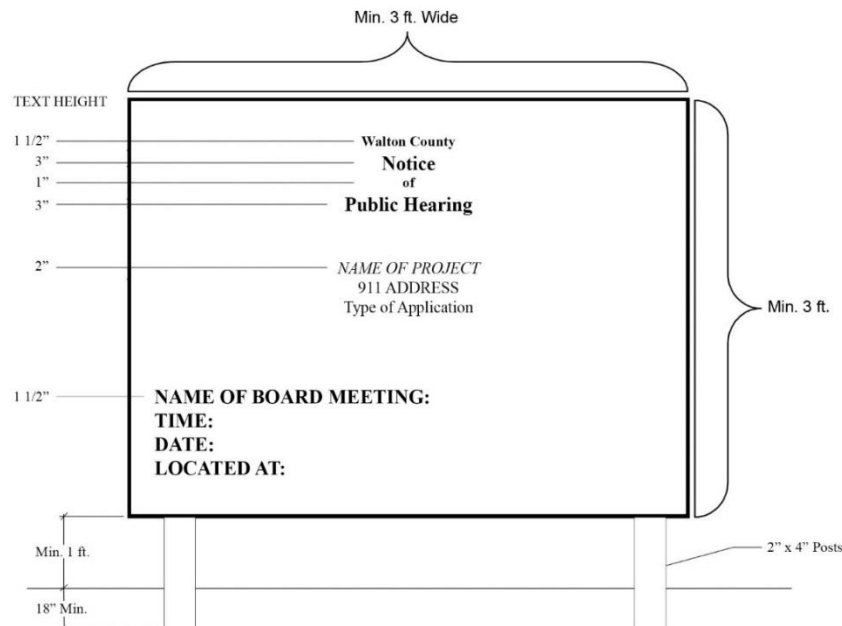 Min. 3 ft. Wide
TEXT HEIGHT
1 1/2” Walton County
3” Notice
1” of
3” Public Hearing
2” NAME OF PROJECT
911 ADDRESS
Type of Application
Min. 3 ft.
1 1/2” NAME OF BOARD MEETING:
TIME:
DATE:
LOCATED AT:
Min. 1 ft.
2” x 4” Posts
18” Min.